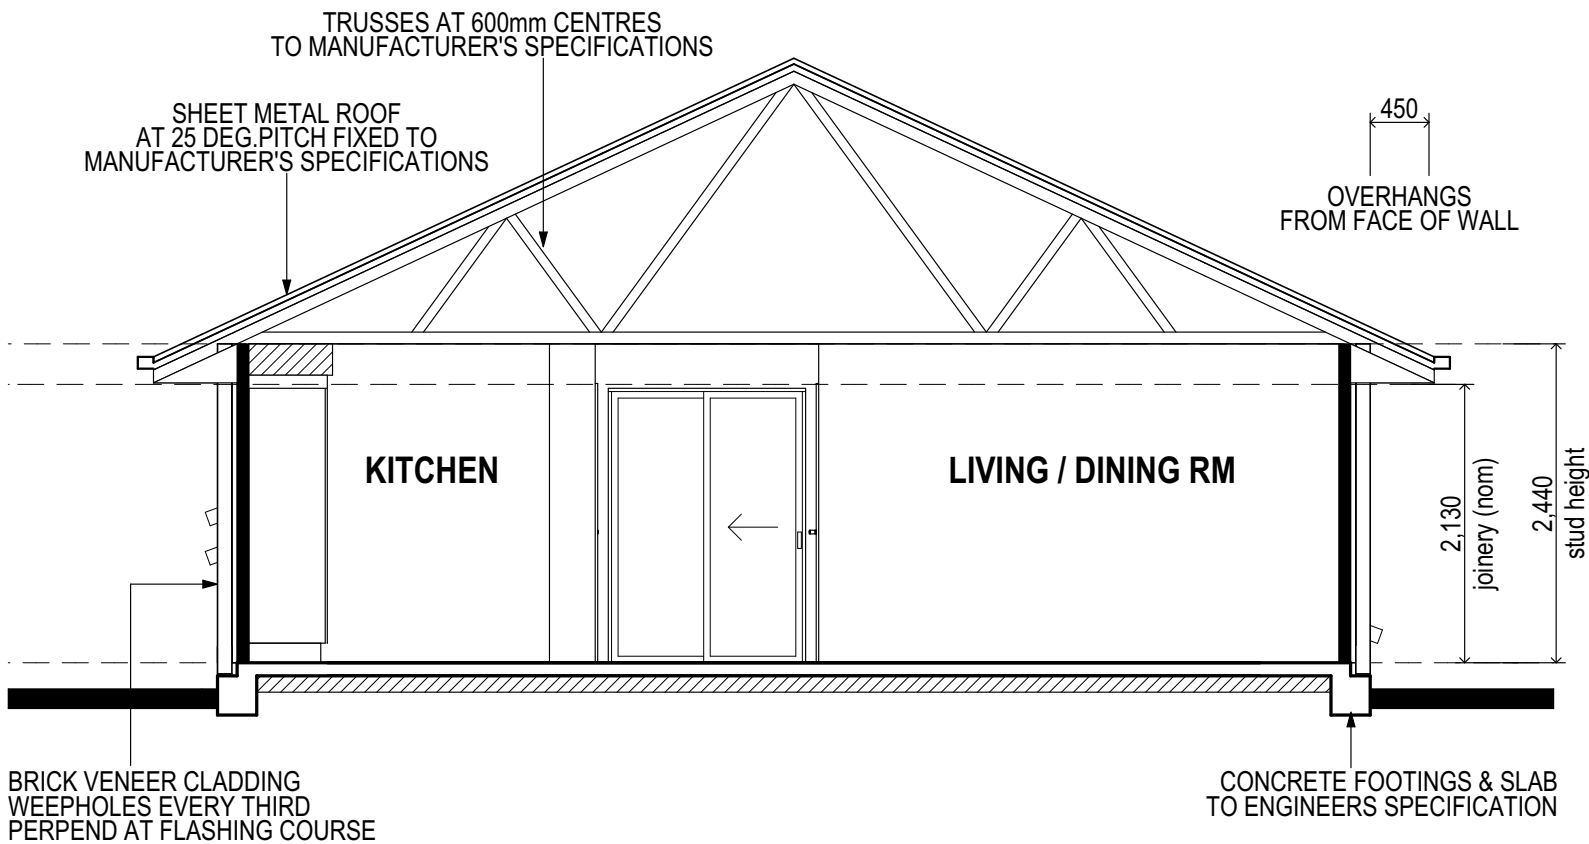 TRUSSES AT 600mm CENTRES
TO MANUFACTURER'S SPECIFICATIONS
SHEET METAL ROOF
AT 25 DEG.PITCH FIXED TO
MANUFACTURER'S SPECIFICATIONS
450
OVERHANGS
FROM FACE OF WALL
KITCHEN
LIVING / DINING RM
2,130
joinery (nom)
2,440
stud height
BRICK VENEER CLADDING
WEEPHOLES EVERY THIRD
PERPEND AT FLASHING COURSE
CONCRETE FOOTINGS & SLAB
TO ENGINEERS SPECIFICATION